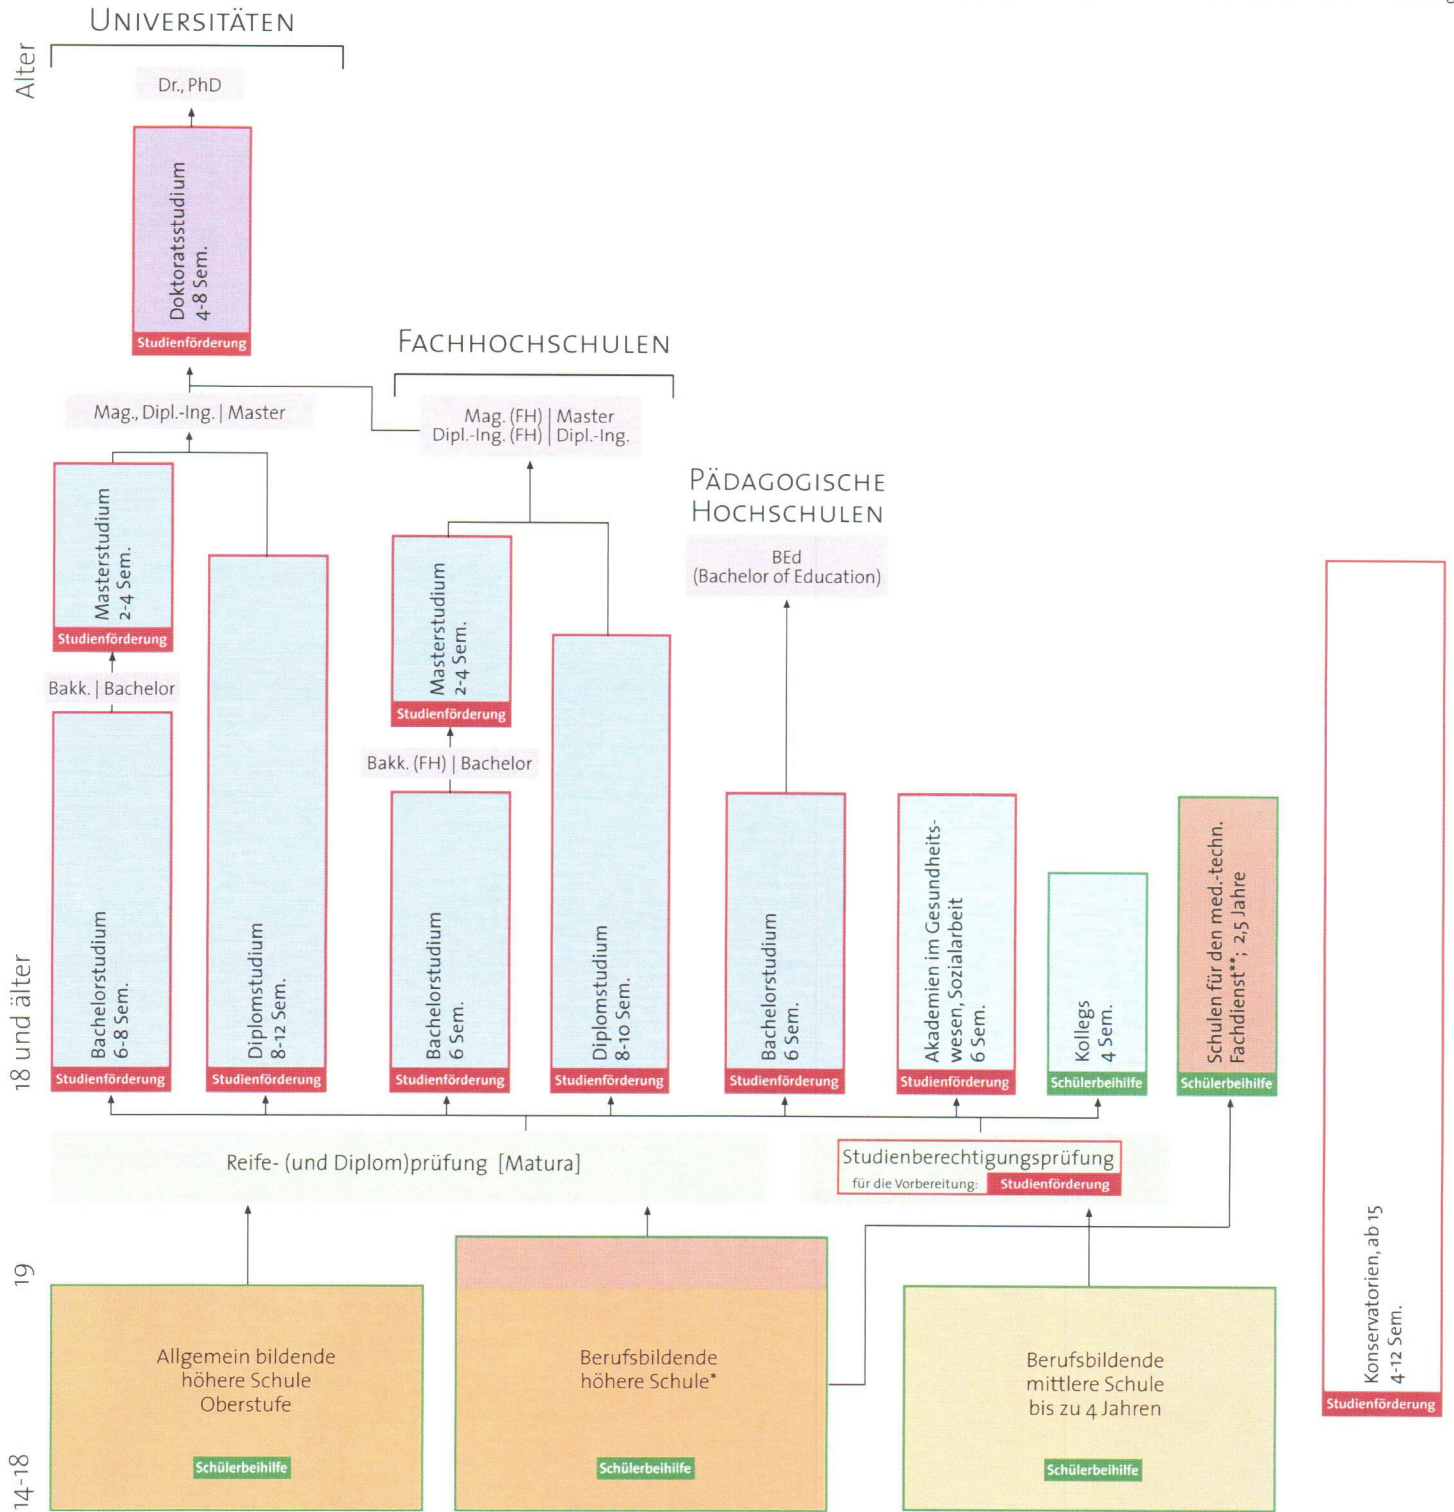 UNIVERSITÄTEN
Alter
Dr., PhD
Doktoratsstudium
4-8 Sem.
Studienförderung
FACHHOCHSCHULEN
Mag., Dipl.-Ing. | Master
Mag. (FH) | Master
Dipl.-Ing. (FH) | Dipl.-Ing.
Masterstudium
2-4 Sem.
Studienförderung
PÄDAGOGISCHE
HOCHSCHULEN
BEd
(Bachelor of Education)
Masterstudium
2-4 Sem.
Studienförderung
Bakk. | Bachelor
Bakk. (FH) | Bachelor
18 und älter
Bachelorstudium
6-8 Sem.
Studienförderung
Diplomstudium
8-12 Sem.
Studienförderung
Bachelorstudium
6 Sem.
Studienförderung
Diplomstudium
8-10 Sem.
Studienförderung
Bachelorstudium
6 Sem.
Studienförderung
Akademien im Gesundheits-
wesen, Sozialarbeit
6 Sem.
Studienförderung
Kollegs
4 Sem.
Schülerbeihilfe
Schulen für den med.-techn.
Fachdienst**; 2,5 Jahre
Schülerbeihilfe
Reife- (und Diplom)prüfung [Matura]
Studienberechtigungsprüfung
für die Vorbereitung: Studienförderung
19
Konservatorien, ab 15
4-12 Sem.
Studienförderung
14-18
Allgemein bildende
höhere Schule
Oberstufe
Schülerbeihilfe
Berufsbildende
höhere Schule*
Schülerbeihilfe
Berufsbildende
mittlere Schule
bis zu 4 Jahren
Schülerbeihilfe